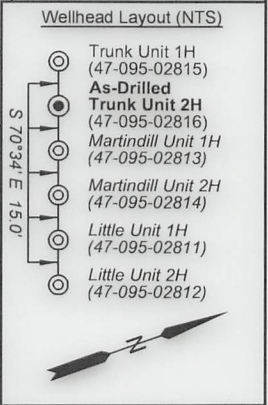 Wellhead Layout (NTS)
Trunk Unit 1H
(47-095-02815)
As-Drilled
Trunk Unit 2H
(47-095-02816)
Martindill Unit 1H
(47-095-02813)
Martindill Unit 2H
(47-095-02814)
Little Unit 1H
(47-095-02811)
Little Unit 2H
(47-095-02812)
S 70°34' E 15.0'
N